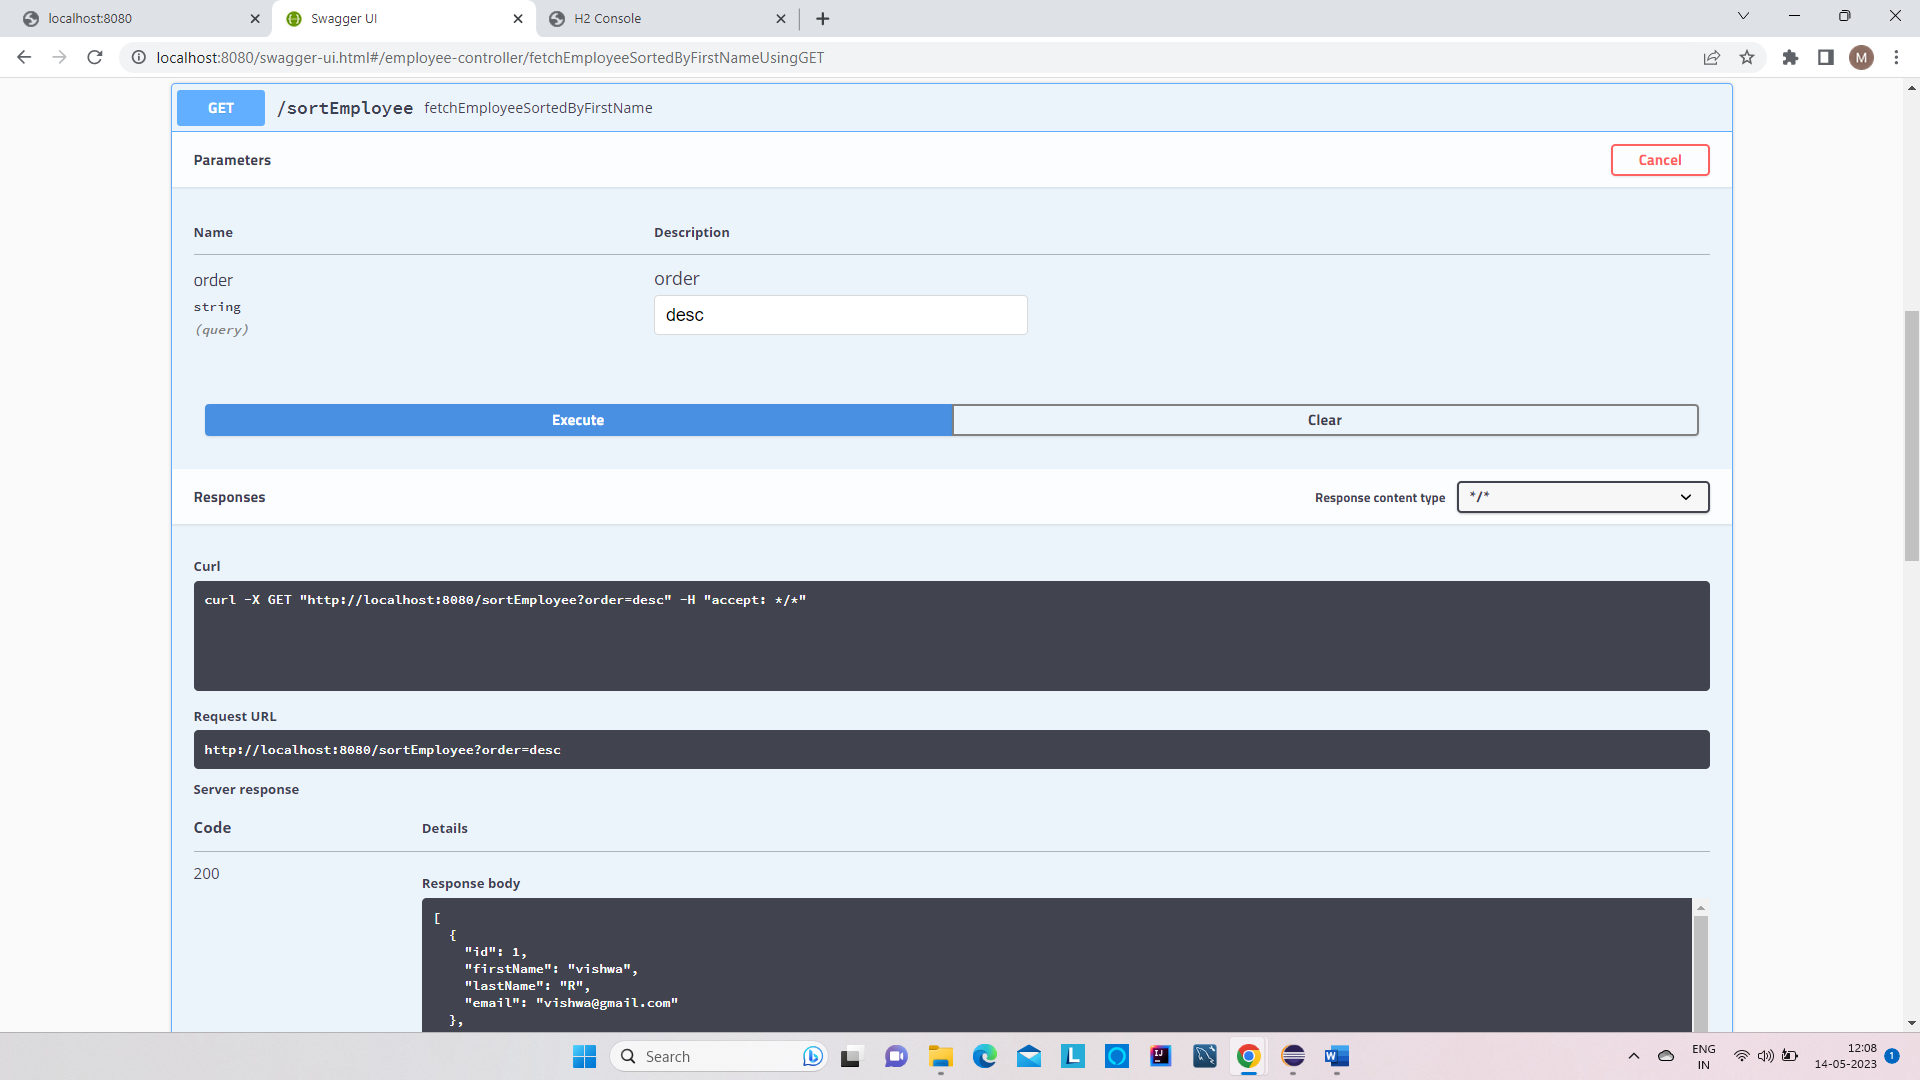 localhost:8080
Swagger UI
H2 Console
localhost:8080/swagger-ui.html#/employee-controller/fetchEmployeeSortedByFirstNameUsingGET
M
GET /sortEmployee fetchEmployeeSortedByFirstName
Parameters
Cancel
Name Description
order
string
(query)
order
desc
Execute
Clear
Responses
Response content type
*/*
Curl
curl -X GET "http://localhost:8080/sortEmployee?order=desc" -H "accept: */*"
Request URL
http://localhost:8080/sortEmployee?order=desc
Server response
Code Details
200
Response body
[
{
"id": 1,
"firstName": "vishwa",
"lastName": "R",
"email": "vishwa@gmail.com"
},
Search
L
IJ
W
ENG
IN
12:08
14-05-2023
1